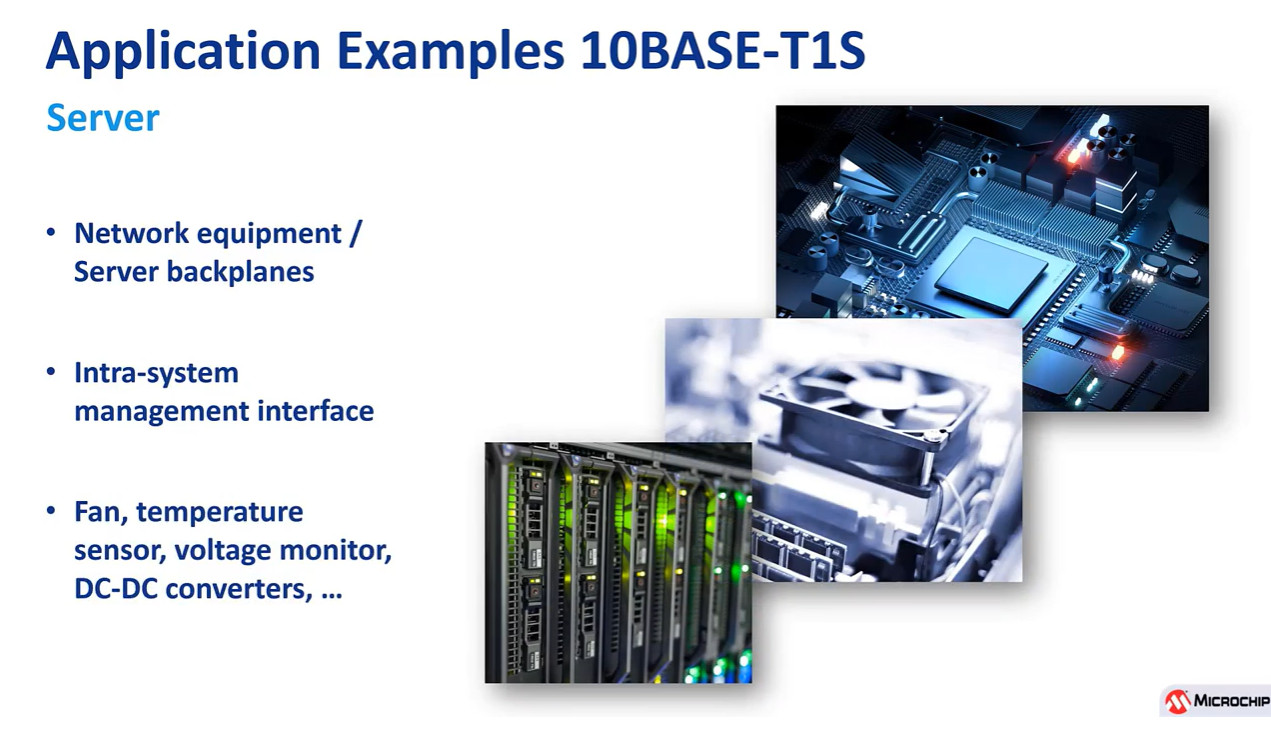 Application Examples 10BASE-T1S
Server
• Network equipment /
Server backplanes
• Intra-system
management interface
• Fan, temperature
sensor, voltage monitor,
DC-DC converters, ...
MICROCHIP